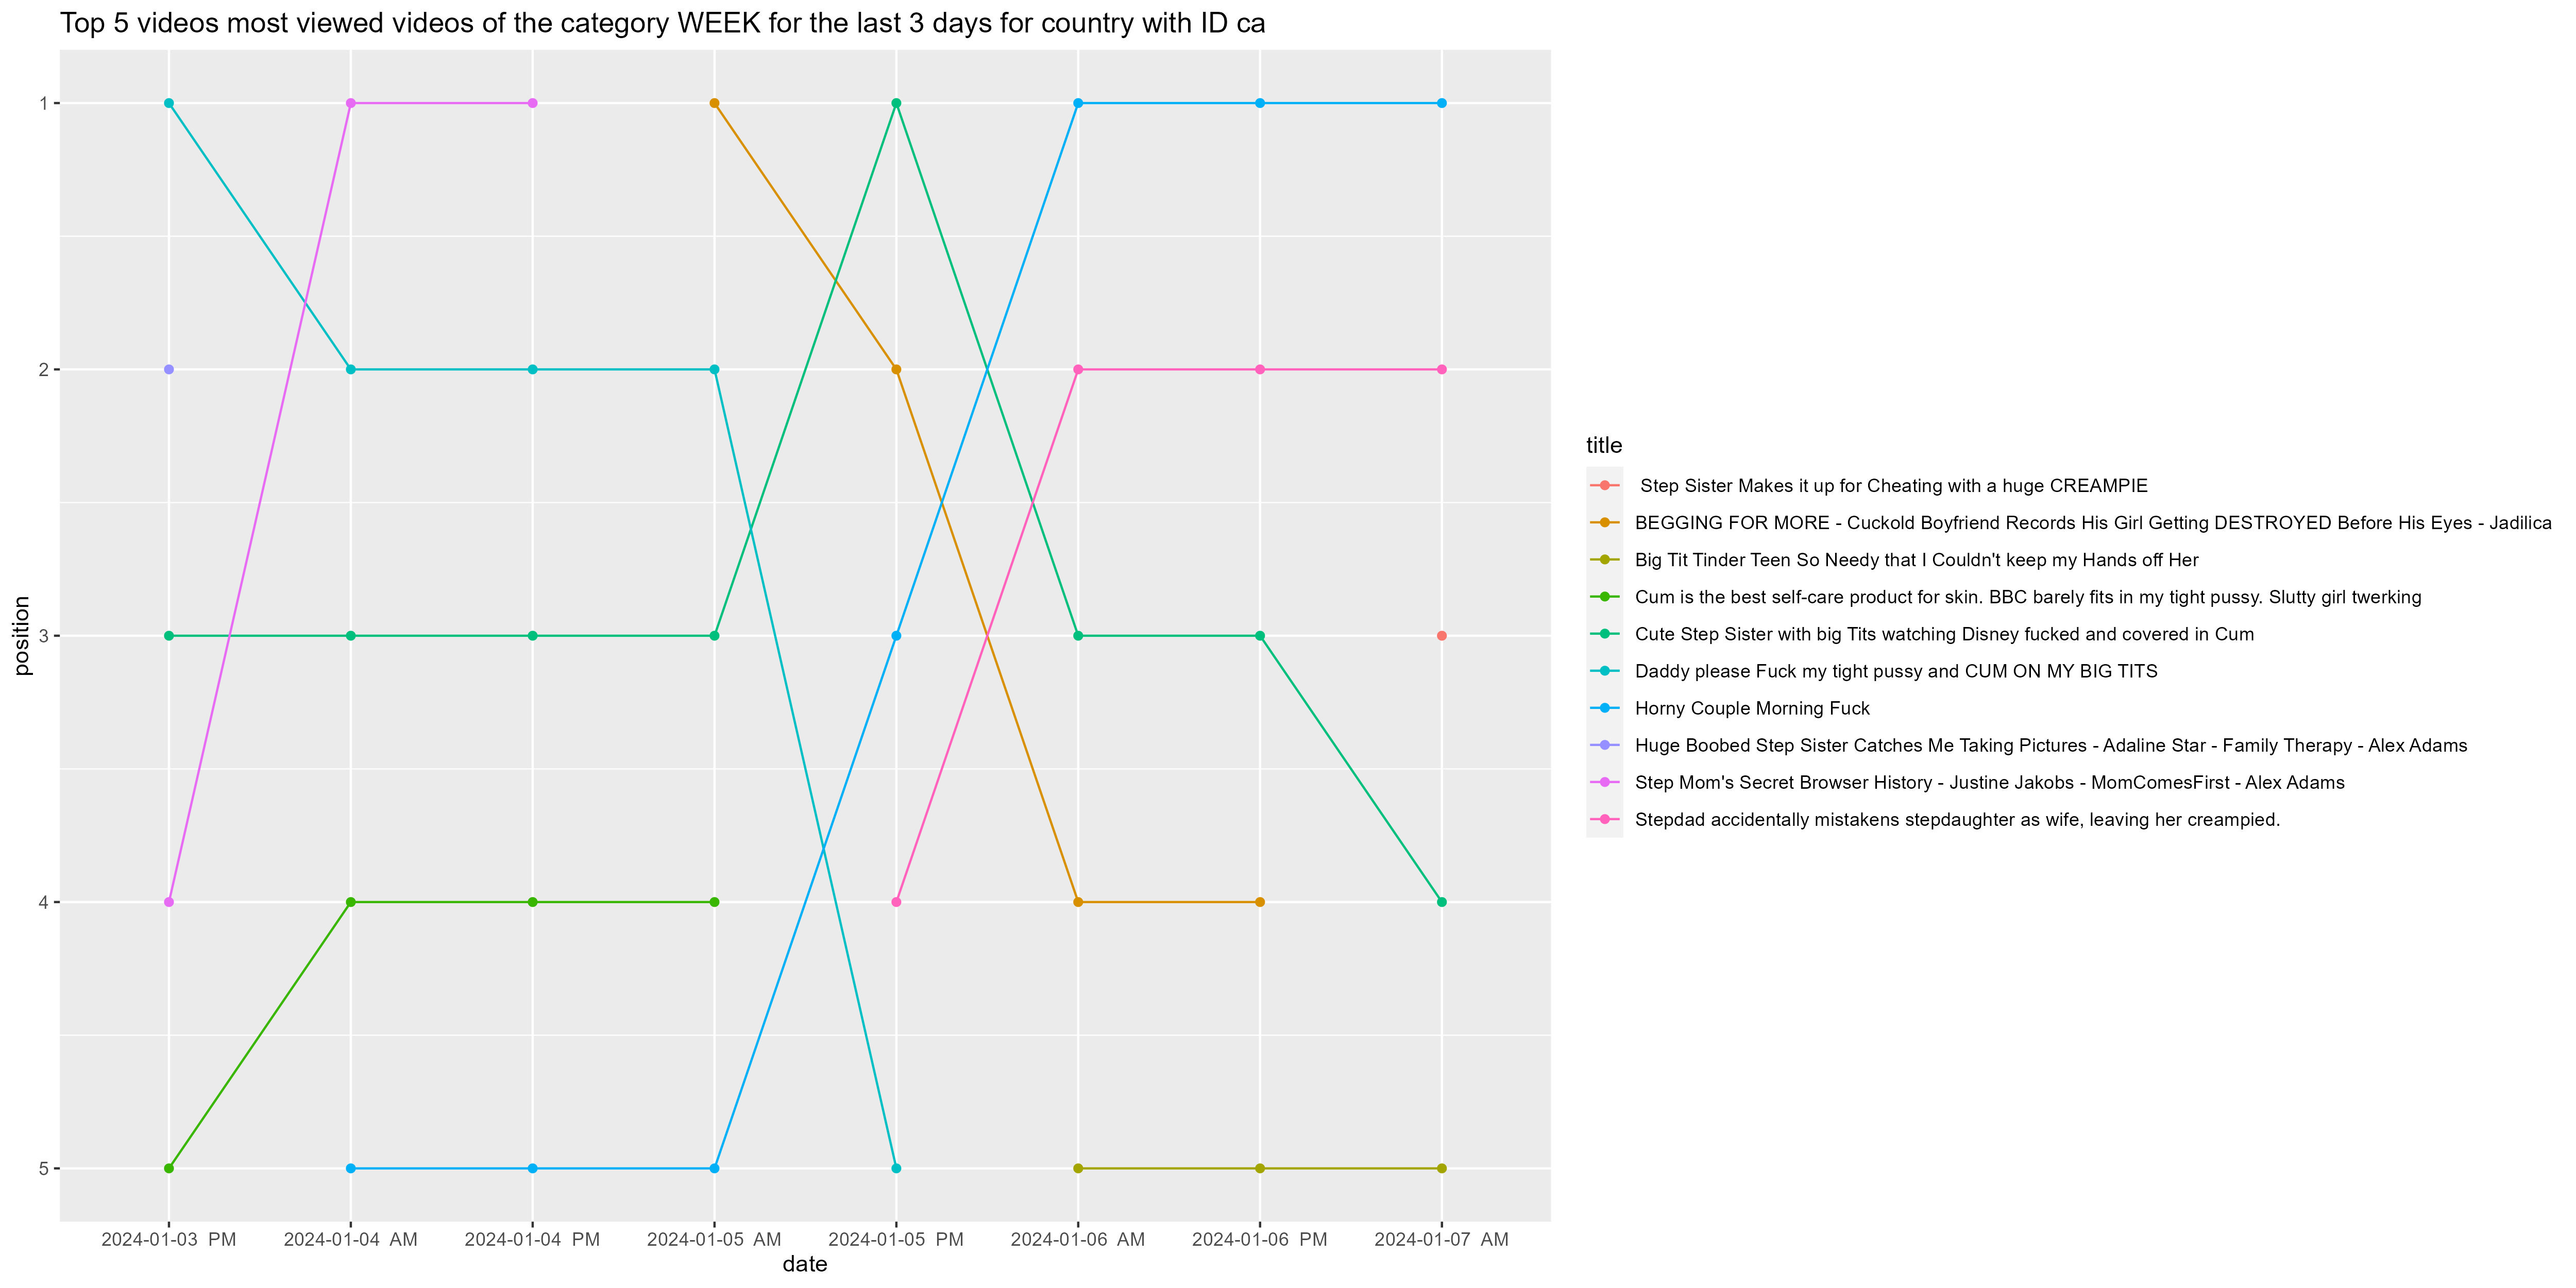 Top 5 videos most viewed videos of the category WEEK for the last 3 days for country with ID ca
position
1
2
3
4
5
2024-01-03 PM
2024-01-04 AM
2024-01-04 PM
2024-01-05 AM
2024-01-05 PM
2024-01-06 AM
2024-01-06 PM
2024-01-07 AM
date
title
Step Sister Makes it up for Cheating with a huge CREAMPIE
BEGGING FOR MORE - Cuckold Boyfriend Records His Girl Getting DESTROYED Before His Eyes - Jadilica
Big Tit Tinder Teen So Needy that I Couldn't keep my Hands off Her
Cum is the best self-care product for skin. BBC barely fits in my tight pussy. Slutty girl twerking
Cute Step Sister with big Tits watching Disney fucked and covered in Cum
Daddy please Fuck my tight pussy and CUM ON MY BIG TITS
Horny Couple Morning Fuck
Huge Boobed Step Sister Catches Me Taking Pictures - Adaline Star - Family Therapy - Alex Adams
Step Mom's Secret Browser History - Justine Jakobs - MomComesFirst - Alex Adams
Stepdad accidentally mistakens stepdaughter as wife, leaving her creampied.